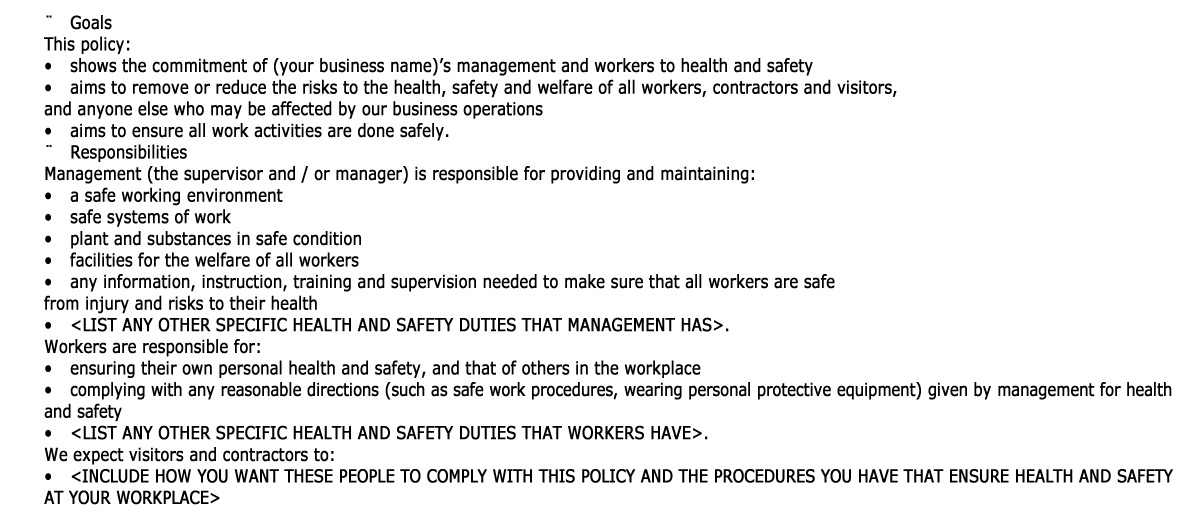 ¨ Goals
This policy:
• shows the commitment of (your business name)’s management and workers to health and safety
• aims to remove or reduce the risks to the health, safety and welfare of all workers, contractors and visitors,
and anyone else who may be affected by our business operations
• aims to ensure all work activities are done safely.
¨ Responsibilities
Management (the supervisor and / or manager) is responsible for providing and maintaining:
• a safe working environment
• safe systems of work
• plant and substances in safe condition
• facilities for the welfare of all workers
• any information, instruction, training and supervision needed to make sure that all workers are safe
from injury and risks to their health
• <LIST ANY OTHER SPECIFIC HEALTH AND SAFETY DUTIES THAT MANAGEMENT HAS>.
Workers are responsible for:
• ensuring their own personal health and safety, and that of others in the workplace
• complying with any reasonable directions (such as safe work procedures, wearing personal protective equipment) given by management for health
and safety
• <LIST ANY OTHER SPECIFIC HEALTH AND SAFETY DUTIES THAT WORKERS HAVE>.
We expect visitors and contractors to:
• <INCLUDE HOW YOU WANT THESE PEOPLE TO COMPLY WITH THIS POLICY AND THE PROCEDURES YOU HAVE THAT ENSURE HEALTH AND SAFETY
AT YOUR WORKPLACE>